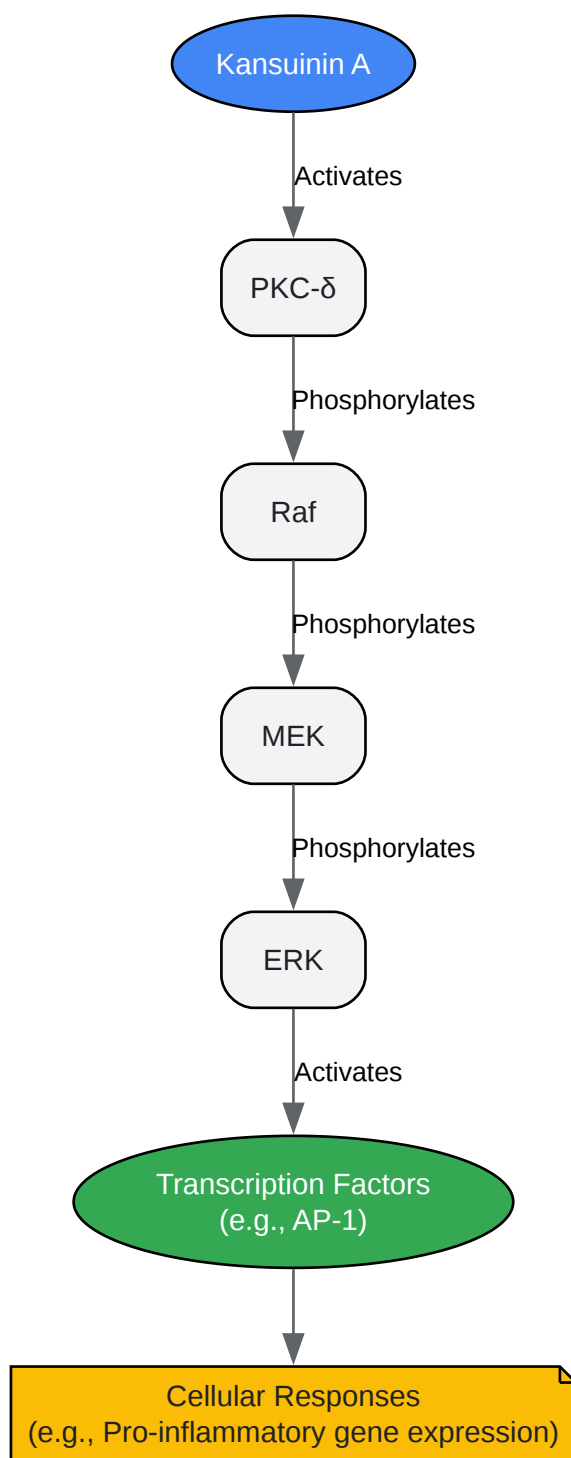 Kansuinin A
Activates
PKC-δ
Phosphorylates
Raf
Phosphorylates
MEK
Phosphorylates
ERK
Activates
Transcription Factors
(e.g., AP-1)
Cellular Responses
(e.g., Pro-inflammatory gene expression)